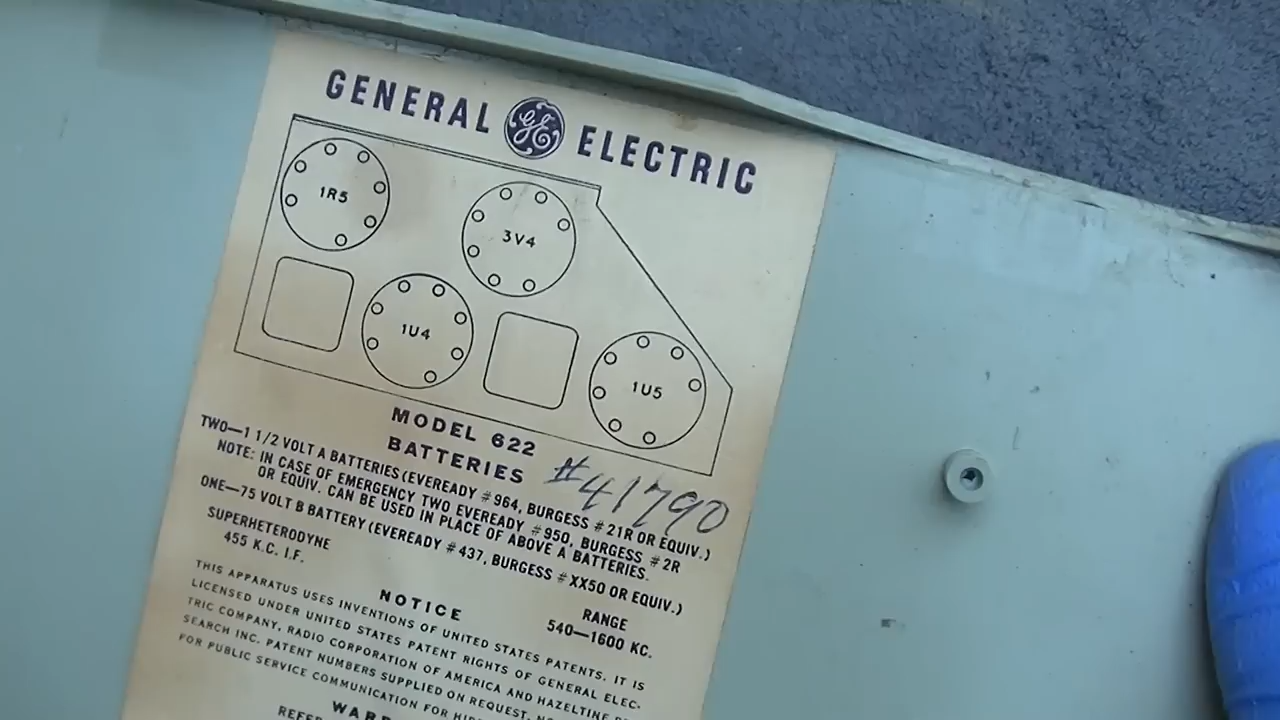 GENERAL GE ELECTRIC
1R5
3V4
1U4
1U5
MODEL 622
BATTERIES
#41790
TWO—1 1/2 VOLT A BATTERIES (EVEREADY #964, BURGESS #21R OR EQUIV.)
NOTE: IN CASE OF EMERGENCY TWO EVEREADY #950, BURGESS #2R
OR EQUIV. CAN BE USED IN PLACE OF ABOVE A BATTERIES.
ONE—75 VOLT B BATTERY (EVEREADY #437, BURGESS #XX50 OR EQUIV.)
SUPERHETERODYNE
455 K.C. I.F.
RANGE
540—1600 KC.
NOTICE
THIS APPARATUS USES INVENTIONS OF UNITED STATES PATENTS. IT IS
LICENSED UNDER UNITED STATES PATENT RIGHTS OF GENERAL ELEC-
TRIC COMPANY, RADIO CORPORATION OF AMERICA AND HAZELTINE
SEARCH INC. PATENT NUMBERS SUPPLIED ON REQUEST.
FOR PUBLIC SERVICE COMMUNICATION FOR